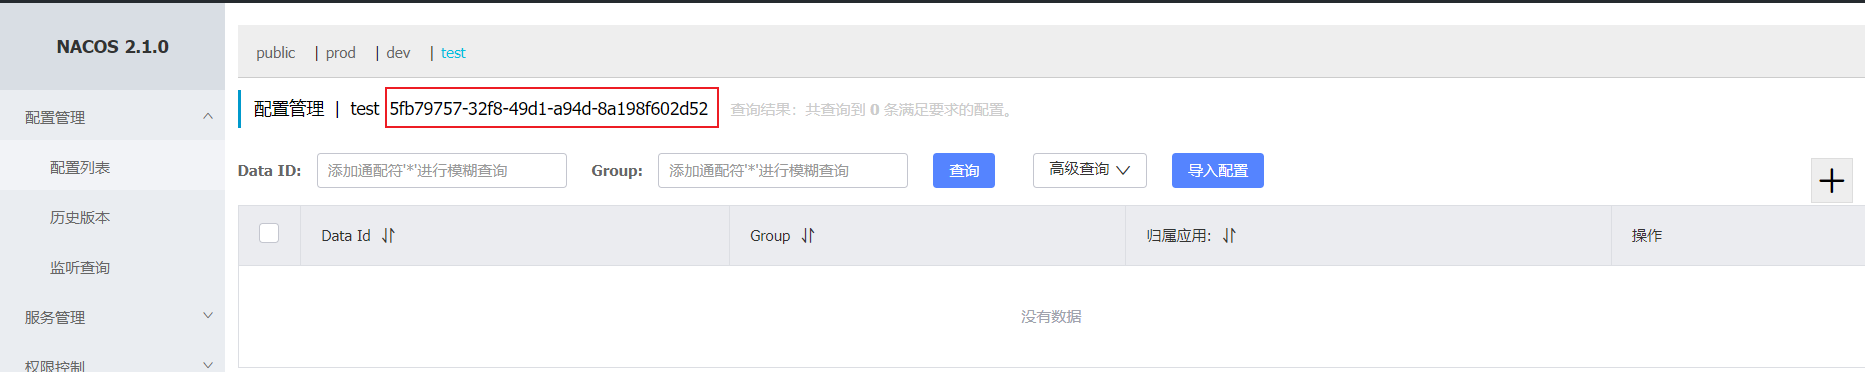 NACOS 2.1.0
public | prod | dev | test
配置管理 | test 5fb79757-32f8-49d1-a94d-8a198f602d52 查询结果：共查询到 0 条满足要求的配置。
配置管理
配置列表
历史版本
监听查询
服务管理
权限控制
Data ID: 添加通配符'*'进行模糊查询 Group: 添加通配符'*'进行模糊查询 查询 高级查询 导入配置
Data Id Group 归属应用: 操作
没有数据